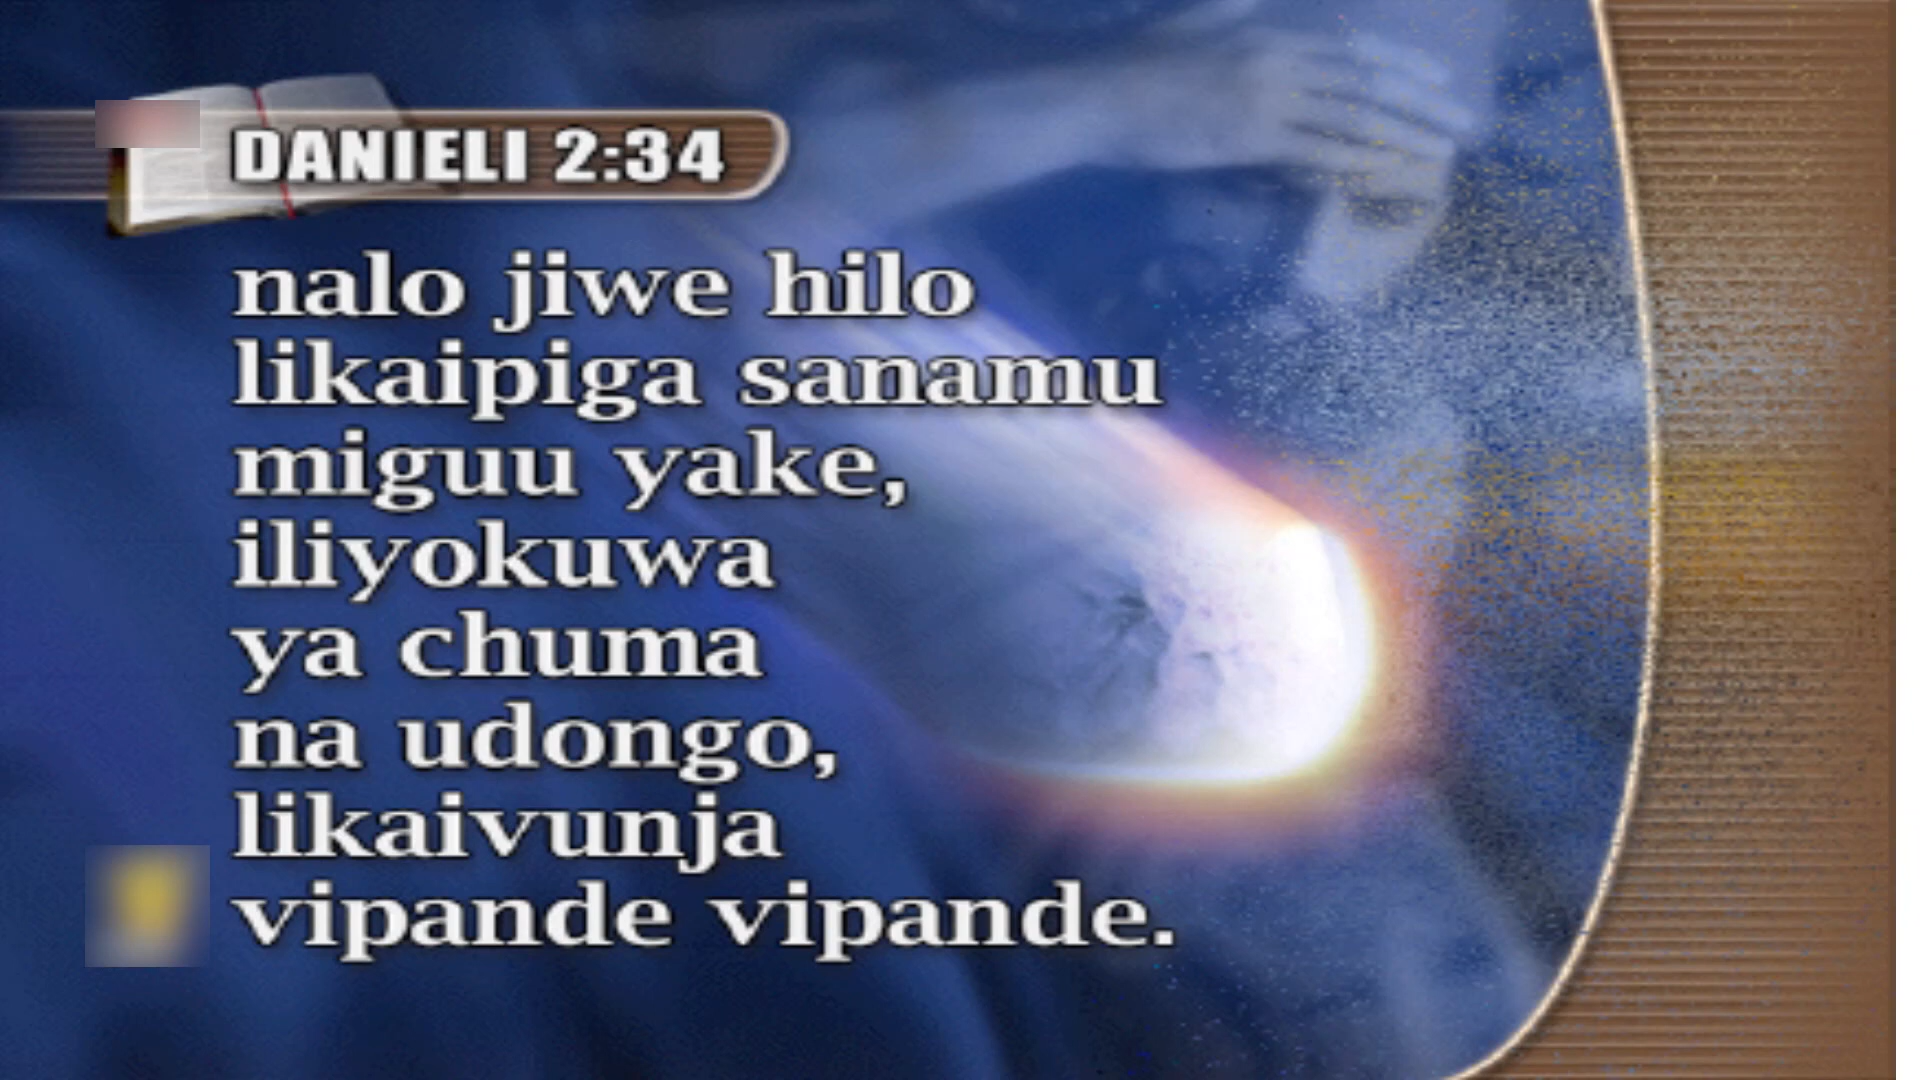 DANIELI 2:34
nalo jiwe hilo
likaipiga sanamu
miguu yake,
iliyokuwa
ya chuma
na udongo,
likaivunja
vipande vipande.